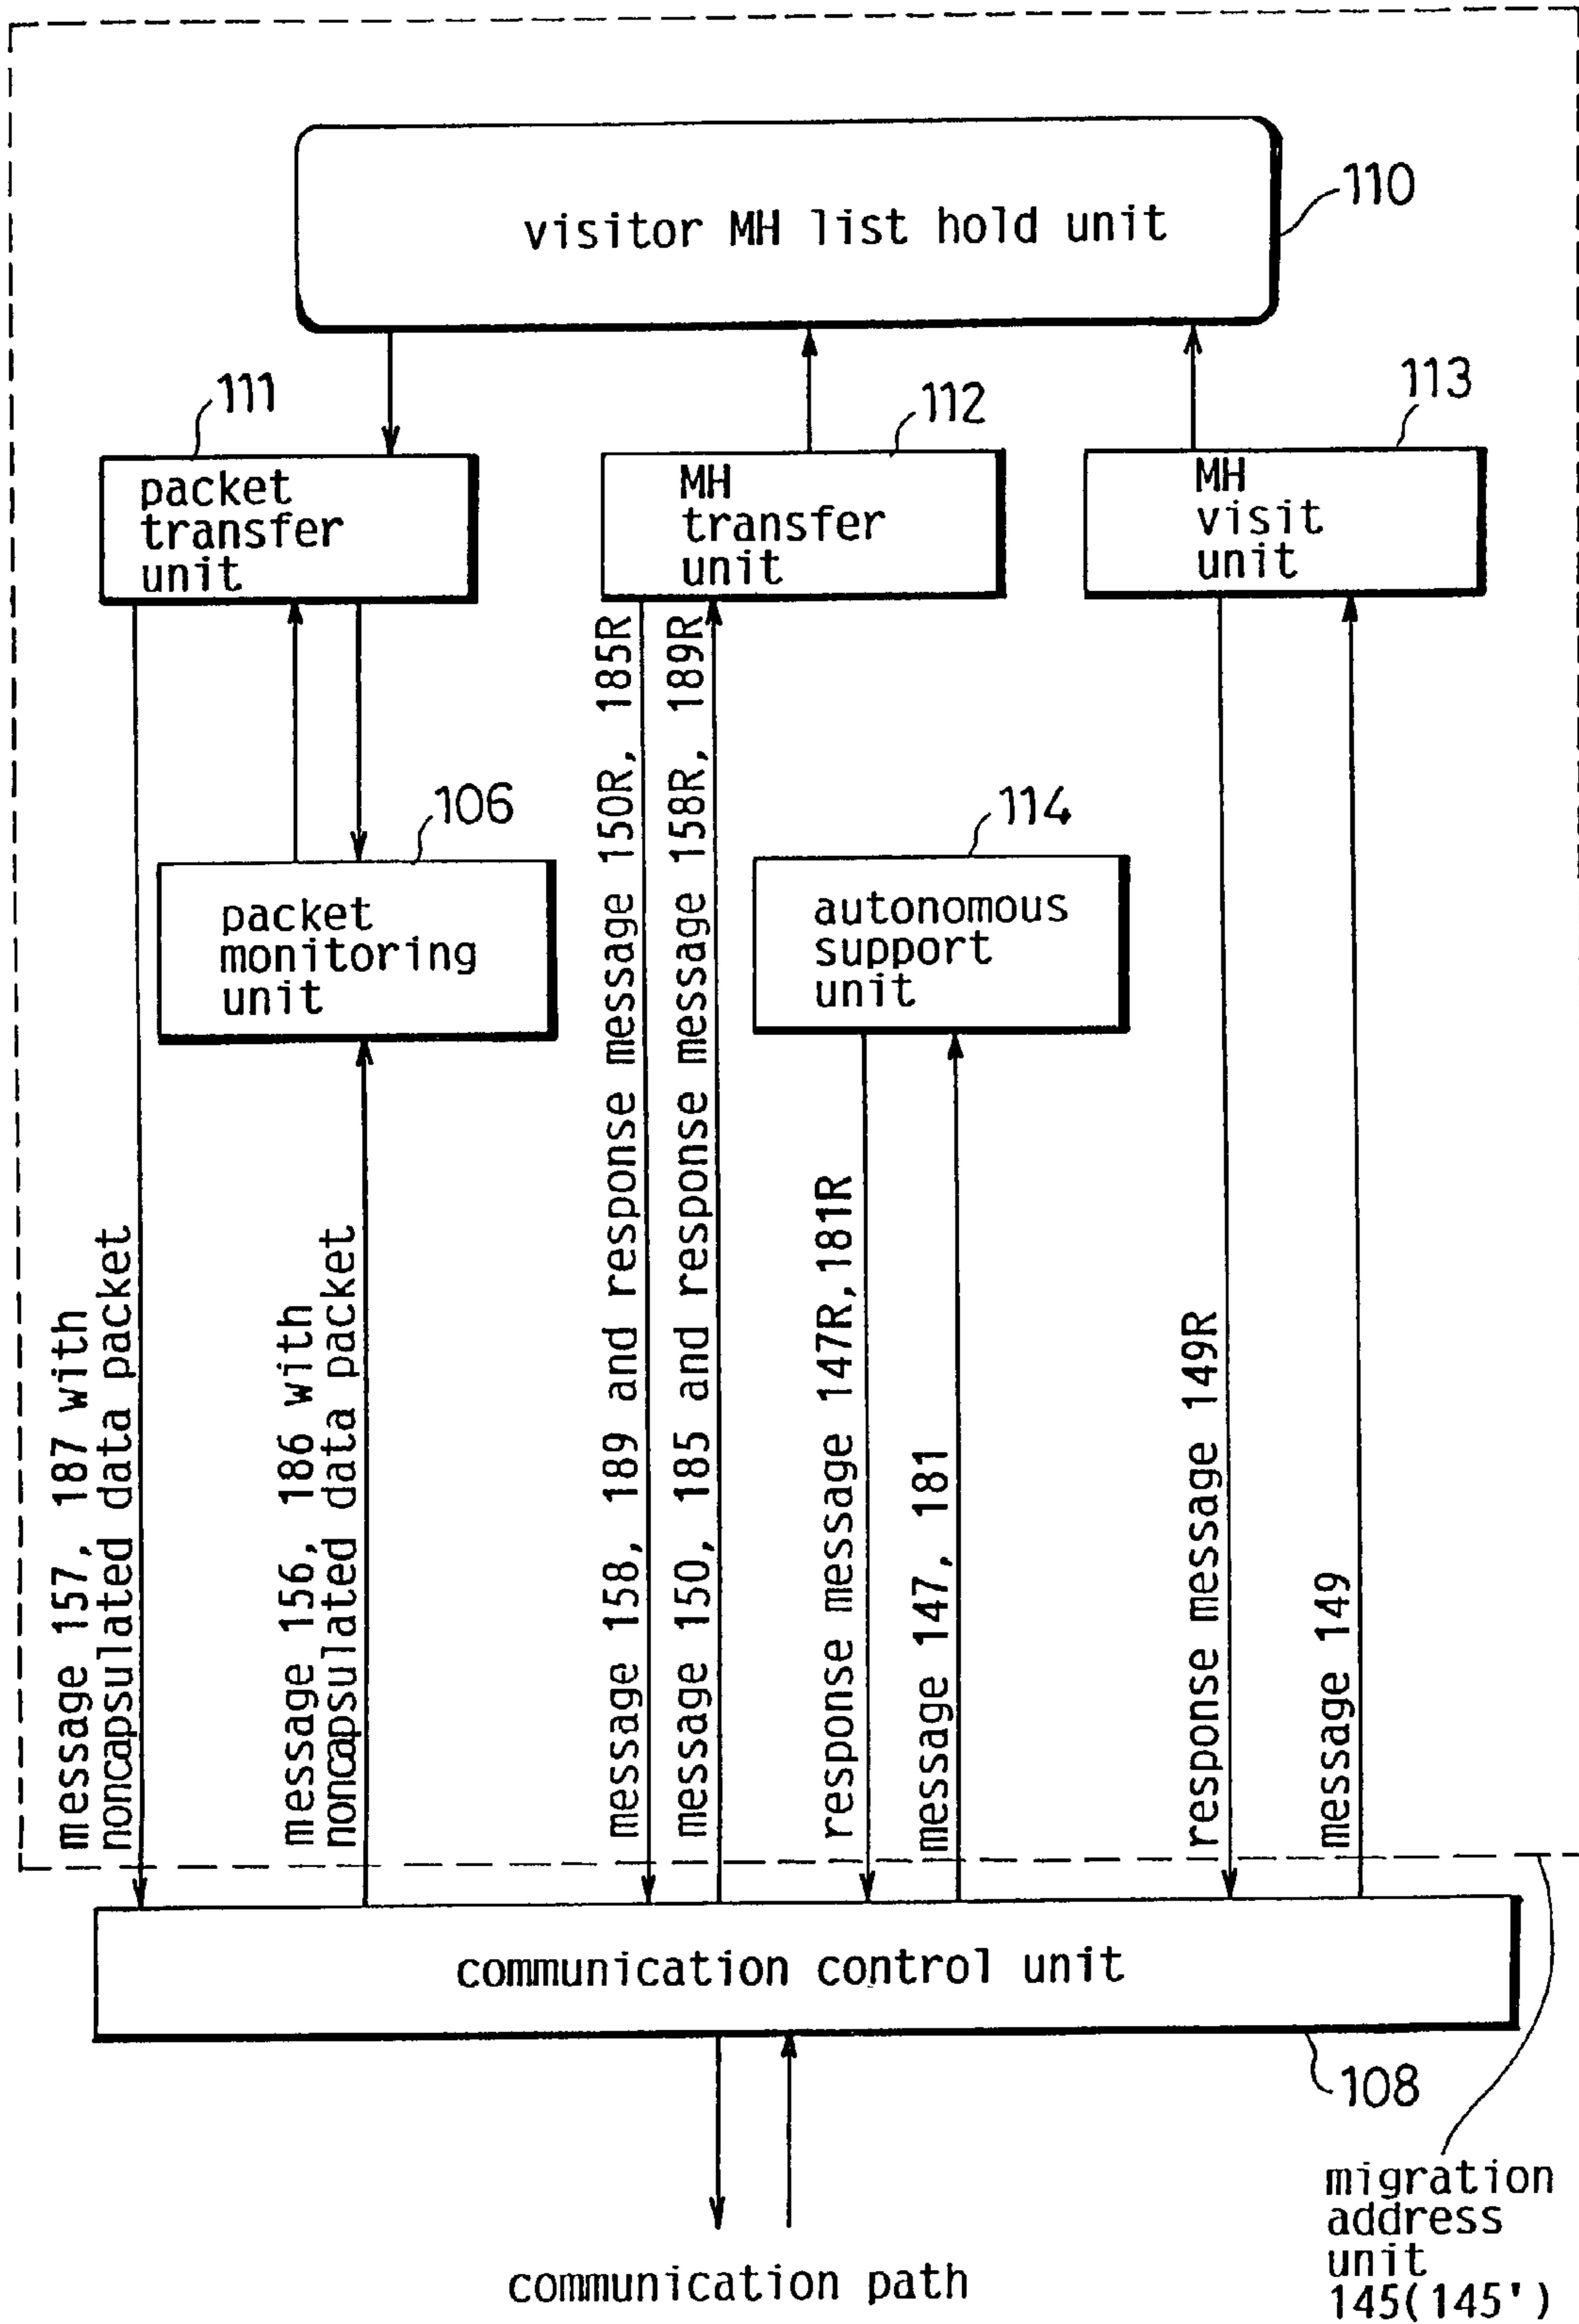 visitor MH list hold unit
110
111
112
113
packet
transfer
unit
MH
transfer
unit
MH
visit
unit
106
114
packet
monitoring
unit
autonomous
support
unit
message 157, 187 with
noncapsulated data packet
message 156, 186 with
noncapsulated data packet
message 158, 189 and response message 150R, 185R
message 150, 185 and response message 158R, 189R
response message 147R,181R
message 147, 181
response message 149R
message 149
communication control unit
108
migration
address
unit
145(145')
communication path